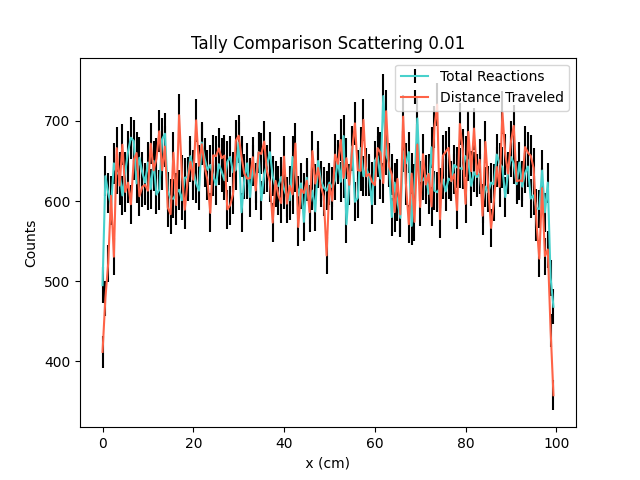 Tally Comparison Scattering 0.01
Total Reactions
Distance Traveled
700
600
500
400
Counts
0 20 40 60 80 100
x (cm)